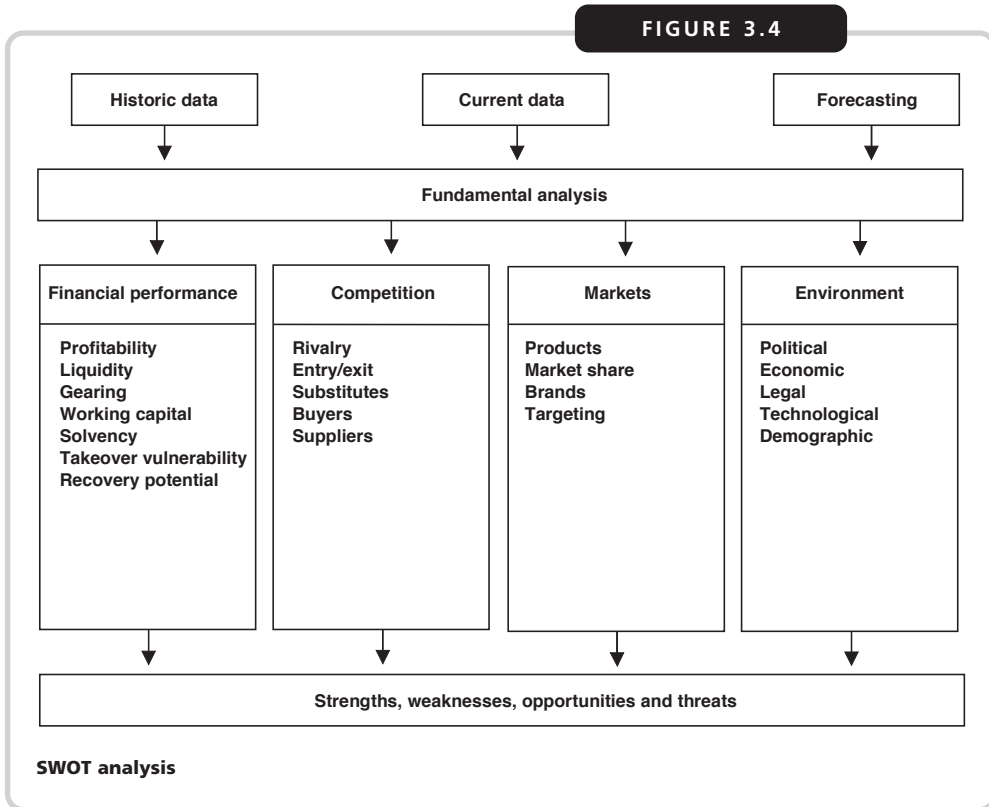 FIGURE 3.4
Historic data
Current data
Forecasting
Fundamental analysis
Financial performance
Profitability
Liquidity
Gearing
Working capital
Solvency
Takeover vulnerability
Recovery potential
Competition
Rivalry
Entry/exit
Substitutes
Buyers
Suppliers
Markets
Products
Market share
Brands
Targeting
Environment
Political
Economic
Legal
Technological
Demographic
Strengths, weaknesses, opportunities and threats
SWOT analysis